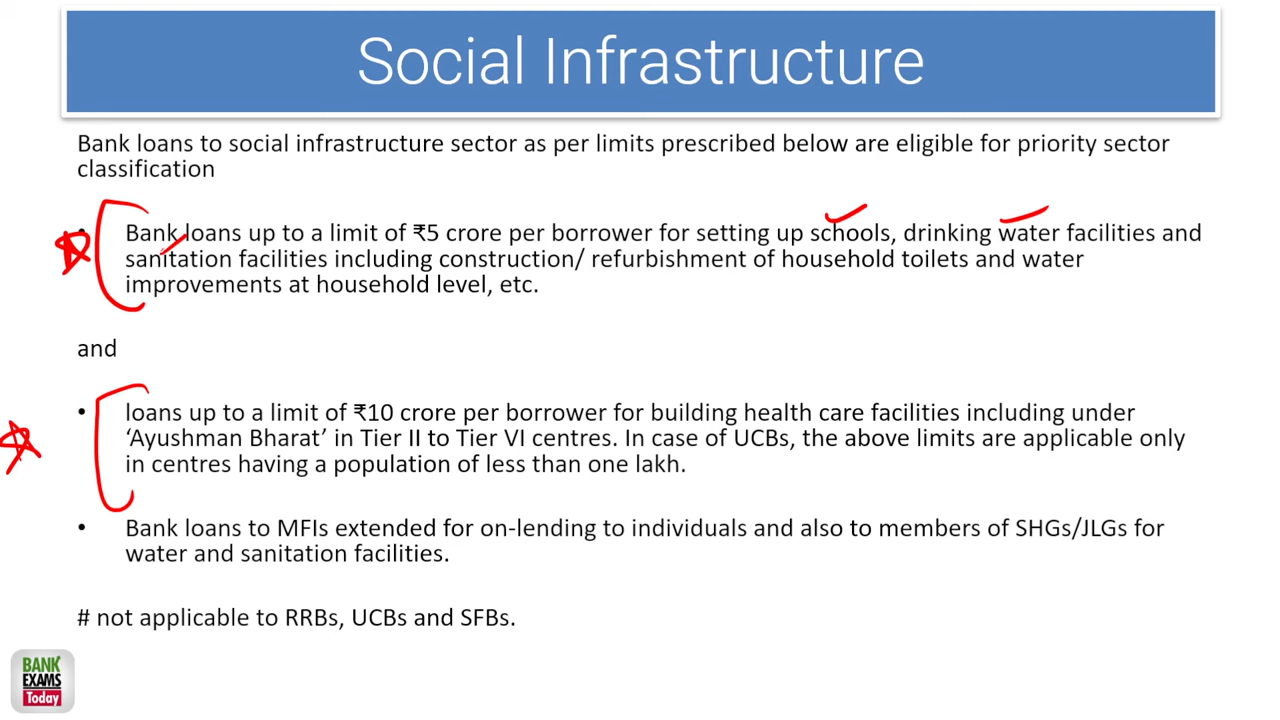 Social Infrastructure
Bank loans to social infrastructure sector as per limits prescribed below are eligible for priority sector
classification
• Bank loans up to a limit of ₹5 crore per borrower for setting up schools, drinking water facilities and
sanitation facilities including construction/ refurbishment of household toilets and water
improvements at household level, etc.
and
• loans up to a limit of ₹10 crore per borrower for building health care facilities including under
‘Ayushman Bharat’ in Tier II to Tier VI centres. In case of UCBs, the above limits are applicable only
in centres having a population of less than one lakh.
• Bank loans to MFIs extended for on-lending to individuals and also to members of SHGs/JLGs for
water and sanitation facilities.
# not applicable to RRBs, UCBs and SFBs.
BANK
EXAMS
Today